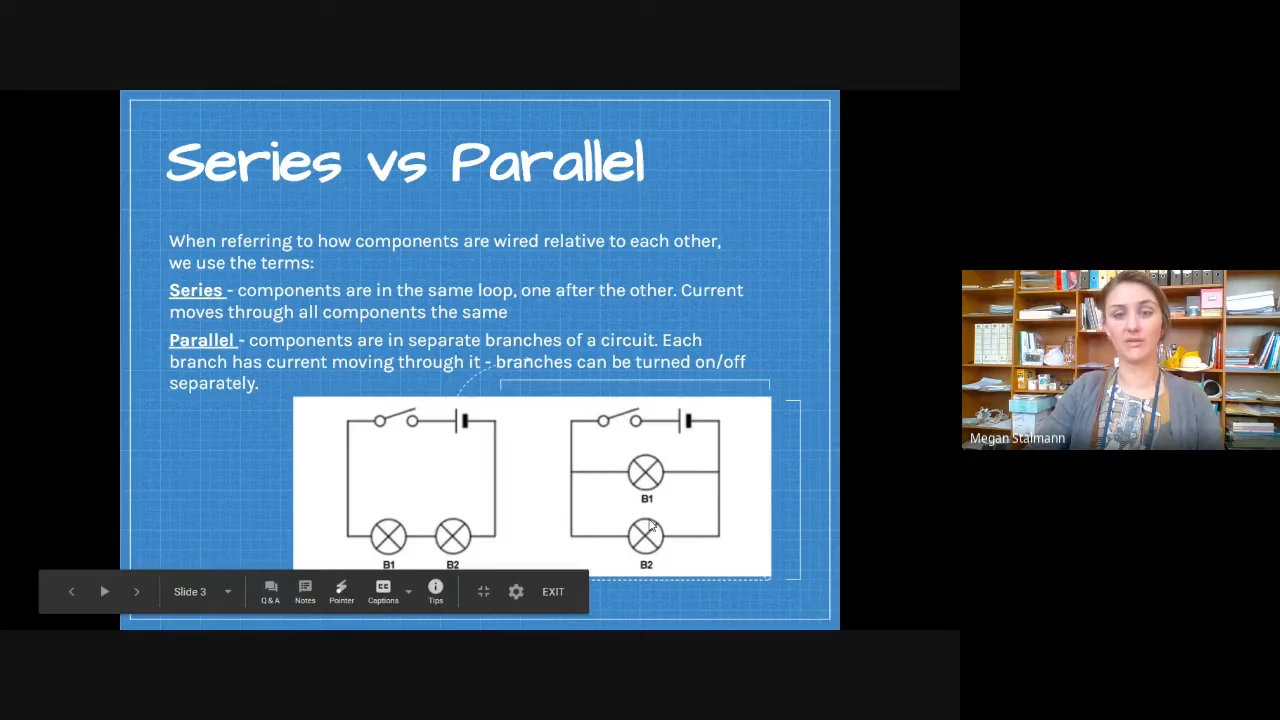 Series vs Parallel
When referring to how components are wired relative to each other,
we use the terms:
Series - components are in the same loop, one after the other. Current
moves through all components the same
Parallel - components are in separate branches of a circuit. Each
branch has current moving through it - branches can be turned on/off
separately.
B1
B1 B2
B2
Slide 3
Q&A Notes Pointer Captions Tips
EXIT
Megan Stalmann